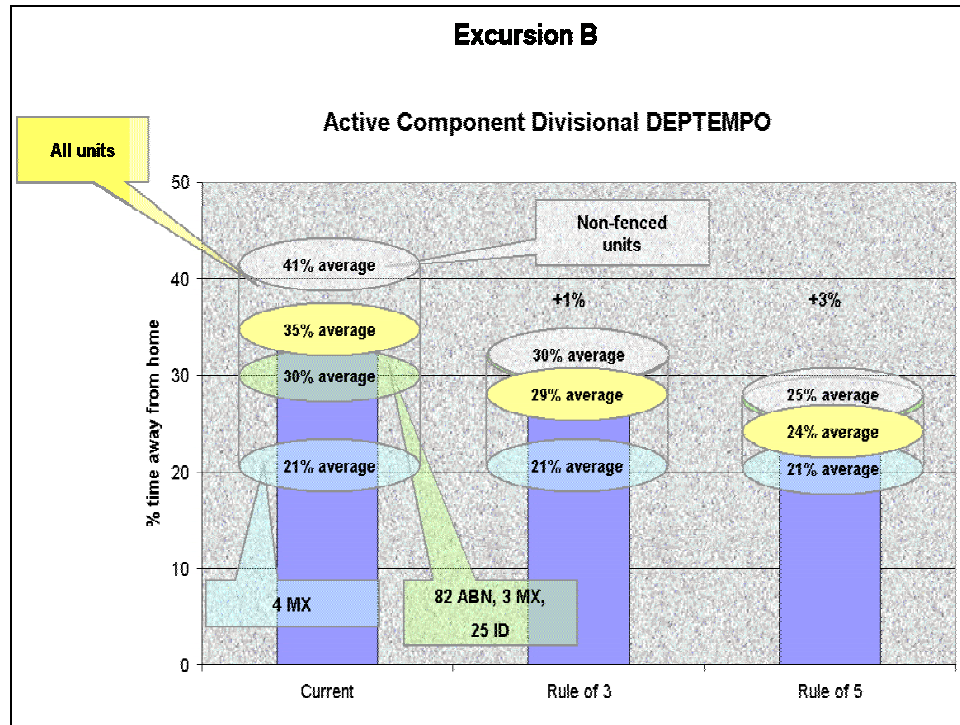 Excursion B
Active Component Divisional DEPTEMPO
All units
Non-fenced
units
% time away from home
50
40
30
20
10
0
41% average
35% average
30% average
21% average
4 MX
82 ABN, 3 MX,
25 ID
+1%
30% average
29% average
21% average
+3%
25% average
24% average
21% average
Current
Rule of 3
Rule of 5